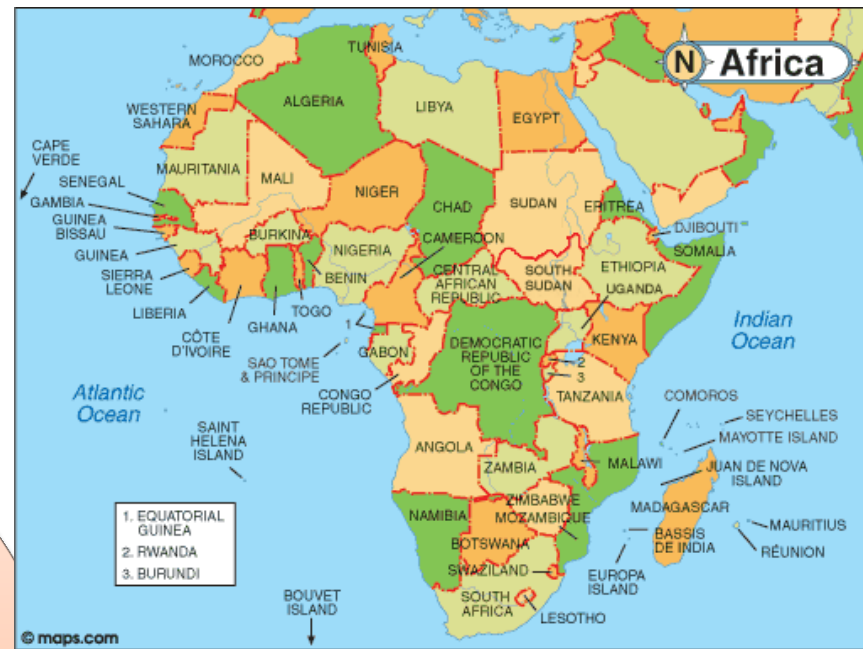 N Africa
MOROCCO
TUNISIA
ALGERIA
LIBYA
EGYPT
WESTERN
SAHARA
CAPE
VERDE
MAURITANIA
MALI
NIGER
CHAD
SUDAN
ERITREA
SENEGAL
GAMBIA
GUINEA
BISSAU
GUINEA
SIERRA
LEONE
LIBERIA
CÔTE
D'IVOIRE
GHANA
TOGO
BENIN
BURKINA
NIGERIA
CAMEROON
CENTRAL
AFRICAN
REPUBLIC
SOUTH
SUDAN
DJIBOUTI
SOMALIA
ETHIOPIA
UGANDA
KENYA
Indian
Ocean
1
SAO TOME
& PRINCIPE
GABON
CONGO
REPUBLIC
DEMOCRATIC
REPUBLIC
OF THE
CONGO
2
3
TANZANIA
Atlantic
Ocean
SAINT
HELENA
ISLAND
COMOROS
SEYCHELLES
MAYOTTE ISLAND
JUAN DE NOVA
ISLAND
ANGOLA
ZAMBIA
MALAWI
MADAGASCAR
MAURITIUS
RÉUNION
BASSIS
DE INDIA
EUROPA
ISLAND
ZIMBABWE
MOZAMBIQUE
NAMIBIA
BOTSWANA
SWAZILAND
SOUTH
AFRICA
LESOTHO
1. EQUATORIAL
GUINEA
2. RWANDA
3. BURUNDI
BOUVET
ISLAND
© maps.com